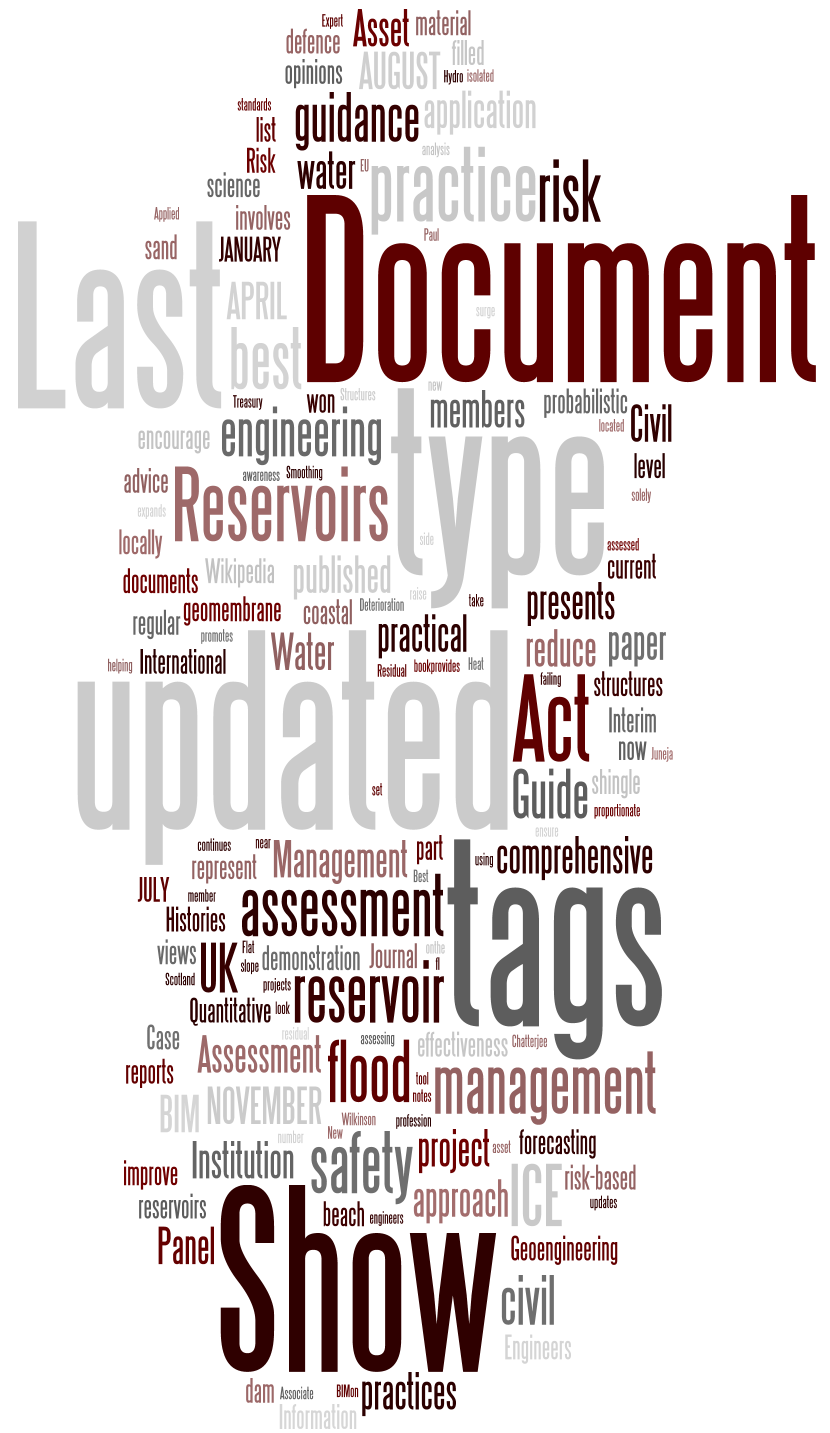 Expert
Asset
material
defence
filled
opinions
AUGUST
Hydro
isolated
standards
guidance
application
list
analysis
Risk
water
EU
practice
risk
science
Applied
involves
Paul
sand
JANUARY
Document
Last
APRIL
surge
best
new
Treasury
won
Structures
members
probabilistic
located
Civil
encourage
engineering
type
level
advice
awareness
Smoothing
solely
Reservoirs
expands
locally
side
assessed
documents
Wikipedia
published
current
raise
regular
geomembrane
coastal
Deterioration
take
presents
promotes
practical
helping
International
Water
Residual
bookprovides
Heat
reduce
paper
updated
failing
structures
Act
Interim
now
Juneja
set
Guide
shingle
proportionate
ensure
continues
near
Management
part
using
comprehensive
represent
Best
JULY
member
assessment
tags
Histories
views
UK
Flat
slope
demonstration
Journal
onthe
fl
Scotland
projects
reservoir
Quantitative
look
Case
residual
assessing
effectiveness
Chatterjee
Assessment
flood
reports
tool
notes
management
BIM
NOVEMBER
Wilkinson
profession
number
New
Institution
safety
project
asset
forecasting
improve
approach
ICE
risk-based
updates
reservoirs
beach
engineers
Panel
Show
Geoengineering
civil
Engineers
dam
Associate
BIMon
practices
Information